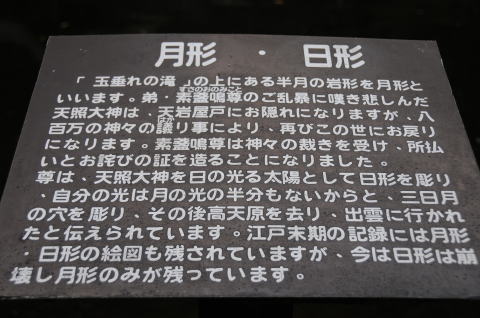 月形 ・ 日形
「 玉垂れの滝 」の上にある半月の岩形を月形と
いいます。弟・素盞鳴尊のご乱暴に嘆き悲しんだ
すさのおのみこと
天照大神は、天岩屋戸にお隠れになりますが、八
百万の神々の議り事により、再びこの世にお戻り
はか
になります。素盞鳴尊は神々の裁きを受け、所払
いとお詫びの証を造ることになりました。
尊は、天照大神を日の光る太陽として日形を彫り
、自分の光は月の光の半分もないからと、三日月
の穴を彫り、その後高天原を去り、出雲に行かれ
たと伝えられています。江戸末期の記録には月形
・日形の絵図も残されていますが、今は日形は崩
壊し月形のみが残っています。